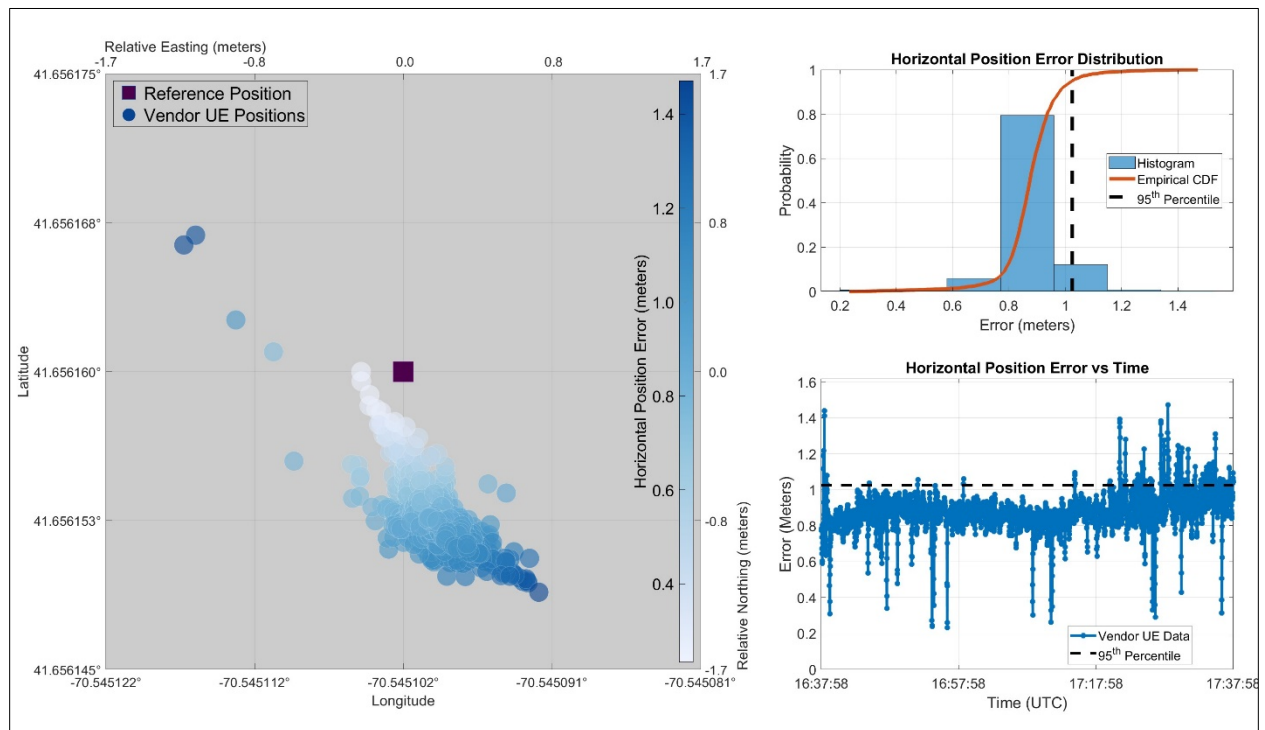 Relative Easting (meters)
-1.7 -0.8 0.0 0.8 1.7
41.656175°
41.656168°
41.656160°
41.656153°
41.656145°
Latitude
Reference Position
Vendor UE Positions
1.7
0.8
0.0
-0.8
-1.7
Relative Northing (meters)
1.4
1.2
1.0
0.8
0.6
0.4
Horizontal Position Error (meters)
-70.545122° -70.545112° -70.545102° -70.545091° -70.545081°
Longitude
Horizontal Position Error Distribution
1
0.8
0.6
0.4
0.2
0
Probability
Histogram
Empirical CDF
95th Percentile
0.2 0.4 0.6 0.8 1 1.2 1.4
Error (meters)
Horizontal Position Error vs Time
1.6
1.4
1.2
1
0.8
0.6
0.4
0.2
0
Error (Meters)
Vendor UE Data
95th Percentile
16:37:58 16:57:58 17:17:58 17:37:58
Time (UTC)